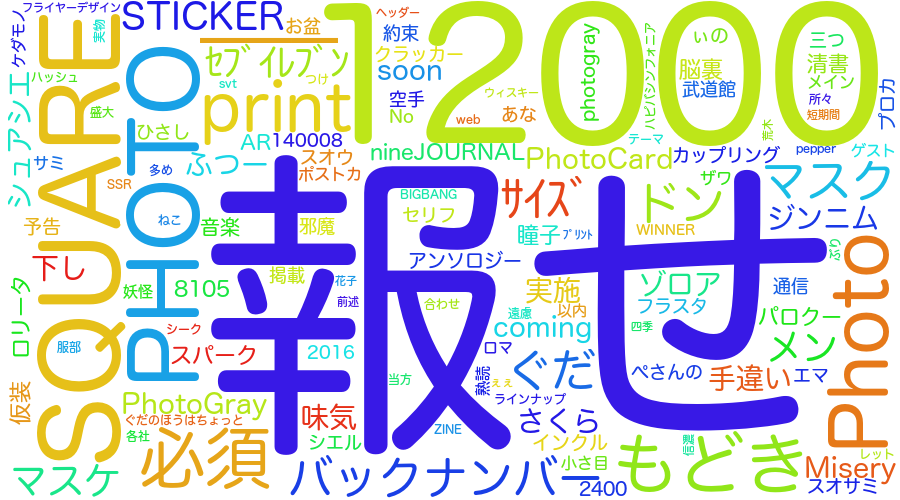 フライヤーデザイン
ケダモノ
実物
STICKER
お盆
12000
ヘッダー
約束
クラッカー
ｾﾌﾞｲﾚﾌﾞﾝ
soon
svt
つけ
ウィスキー
空手
No
web
あな
photogray
ハピバシンフォニア
ぃの
脳裏
武道館
テーマ
荒木
三つ
清書
メイン
所々
短期間
プロカ
pepper
ゲスト
SQUARE
PHOTO
ハッシュ
盛大
シュアシエ
サミ
多め
SSR
ひさし
ふつー
print
AR
140008
スオウ
ポストカ
nineJOURNAL
PhotoCard
カップリング
ザワ
マスク
BIGBANG
セリフ
ｻｲｽﾞ
ドン
WINNER
ジンニム
予告
ねこ
音楽
邪魔
瞳子
ﾌﾟﾘﾝﾄ
ぷり
下し
掲載
報せ
アンソロジー
花子
前述
妖怪
8105
実施
ゾロア
フラスタ
通信
Photo
ロリータ
合わせ
遠慮
以内
coming
四季
パロクー
服部
シーク
スパーク
2016
ロマ
メン
仮装
当方
熟読
ぇぇ
ぐだ
ぺさんの
手違い
エマ
PhotoGray
ぐだのほうはちょっと
味気
ラインナップ
さくら
各社
必須
シエル
ZINE
インクル
もどき
レット
マスケ
バックナンバー
小さ目
2400
Misery
スオサミ